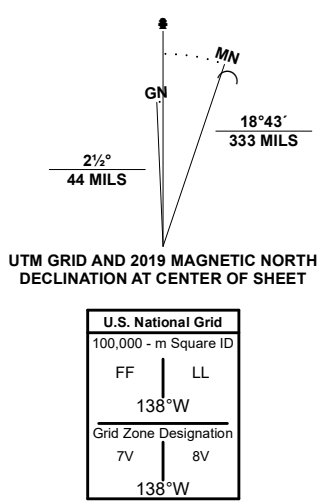 MN
GN
18°43´
333 MILS
2½°
44 MILS
UTM GRID AND 2019 MAGNETIC NORTH
DECLINATION AT CENTER OF SHEET
U.S. National Grid
100,000 - m Square ID
FF LL
138°W
Grid Zone Designation
7V 8V
138°W